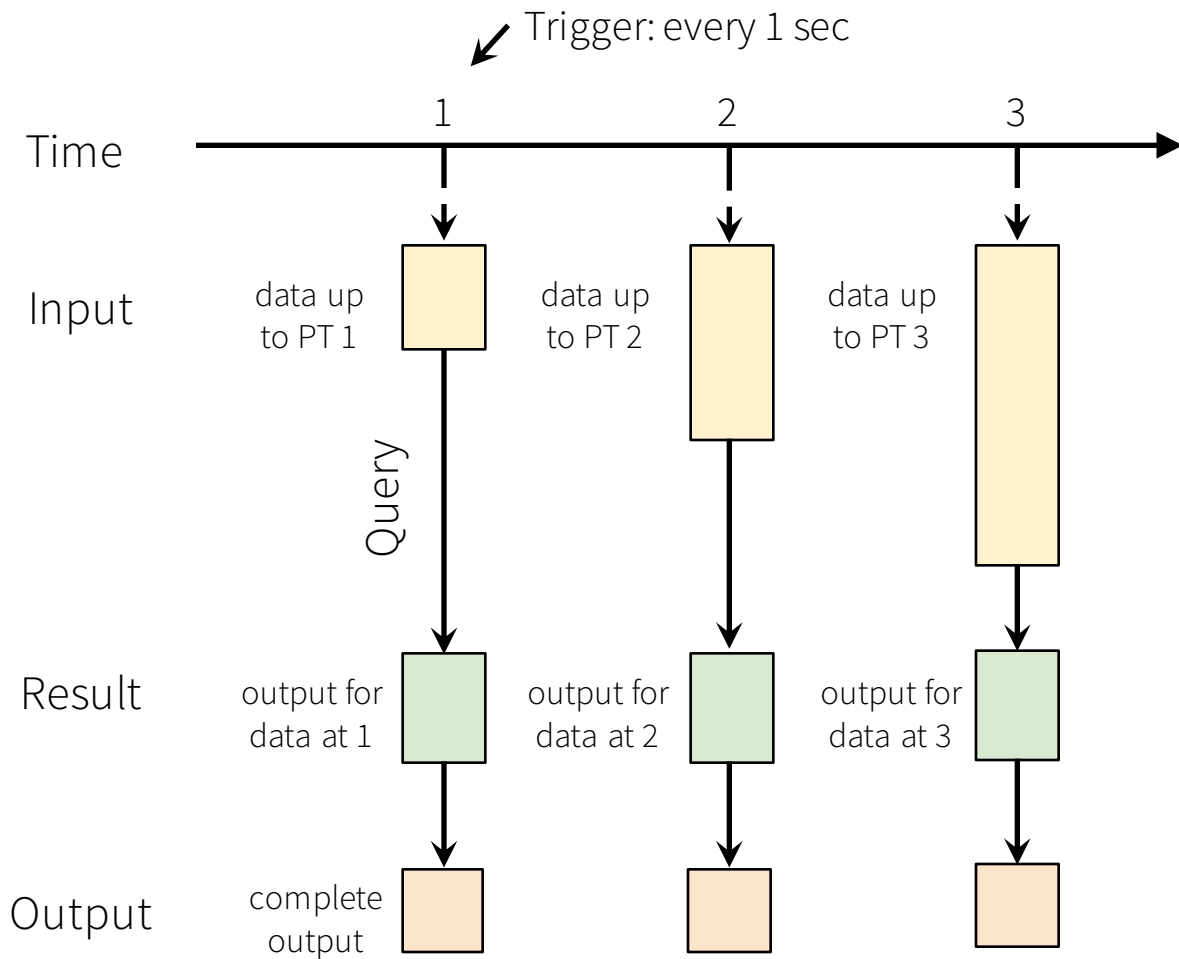 Trigger: every 1 sec
1 2 3
Time
Input
data up
to PT 1
data up
to PT 2
data up
to PT 3
Query
Result
output for
data at 1
output for
data at 2
output for
data at 3
Output
complete
output